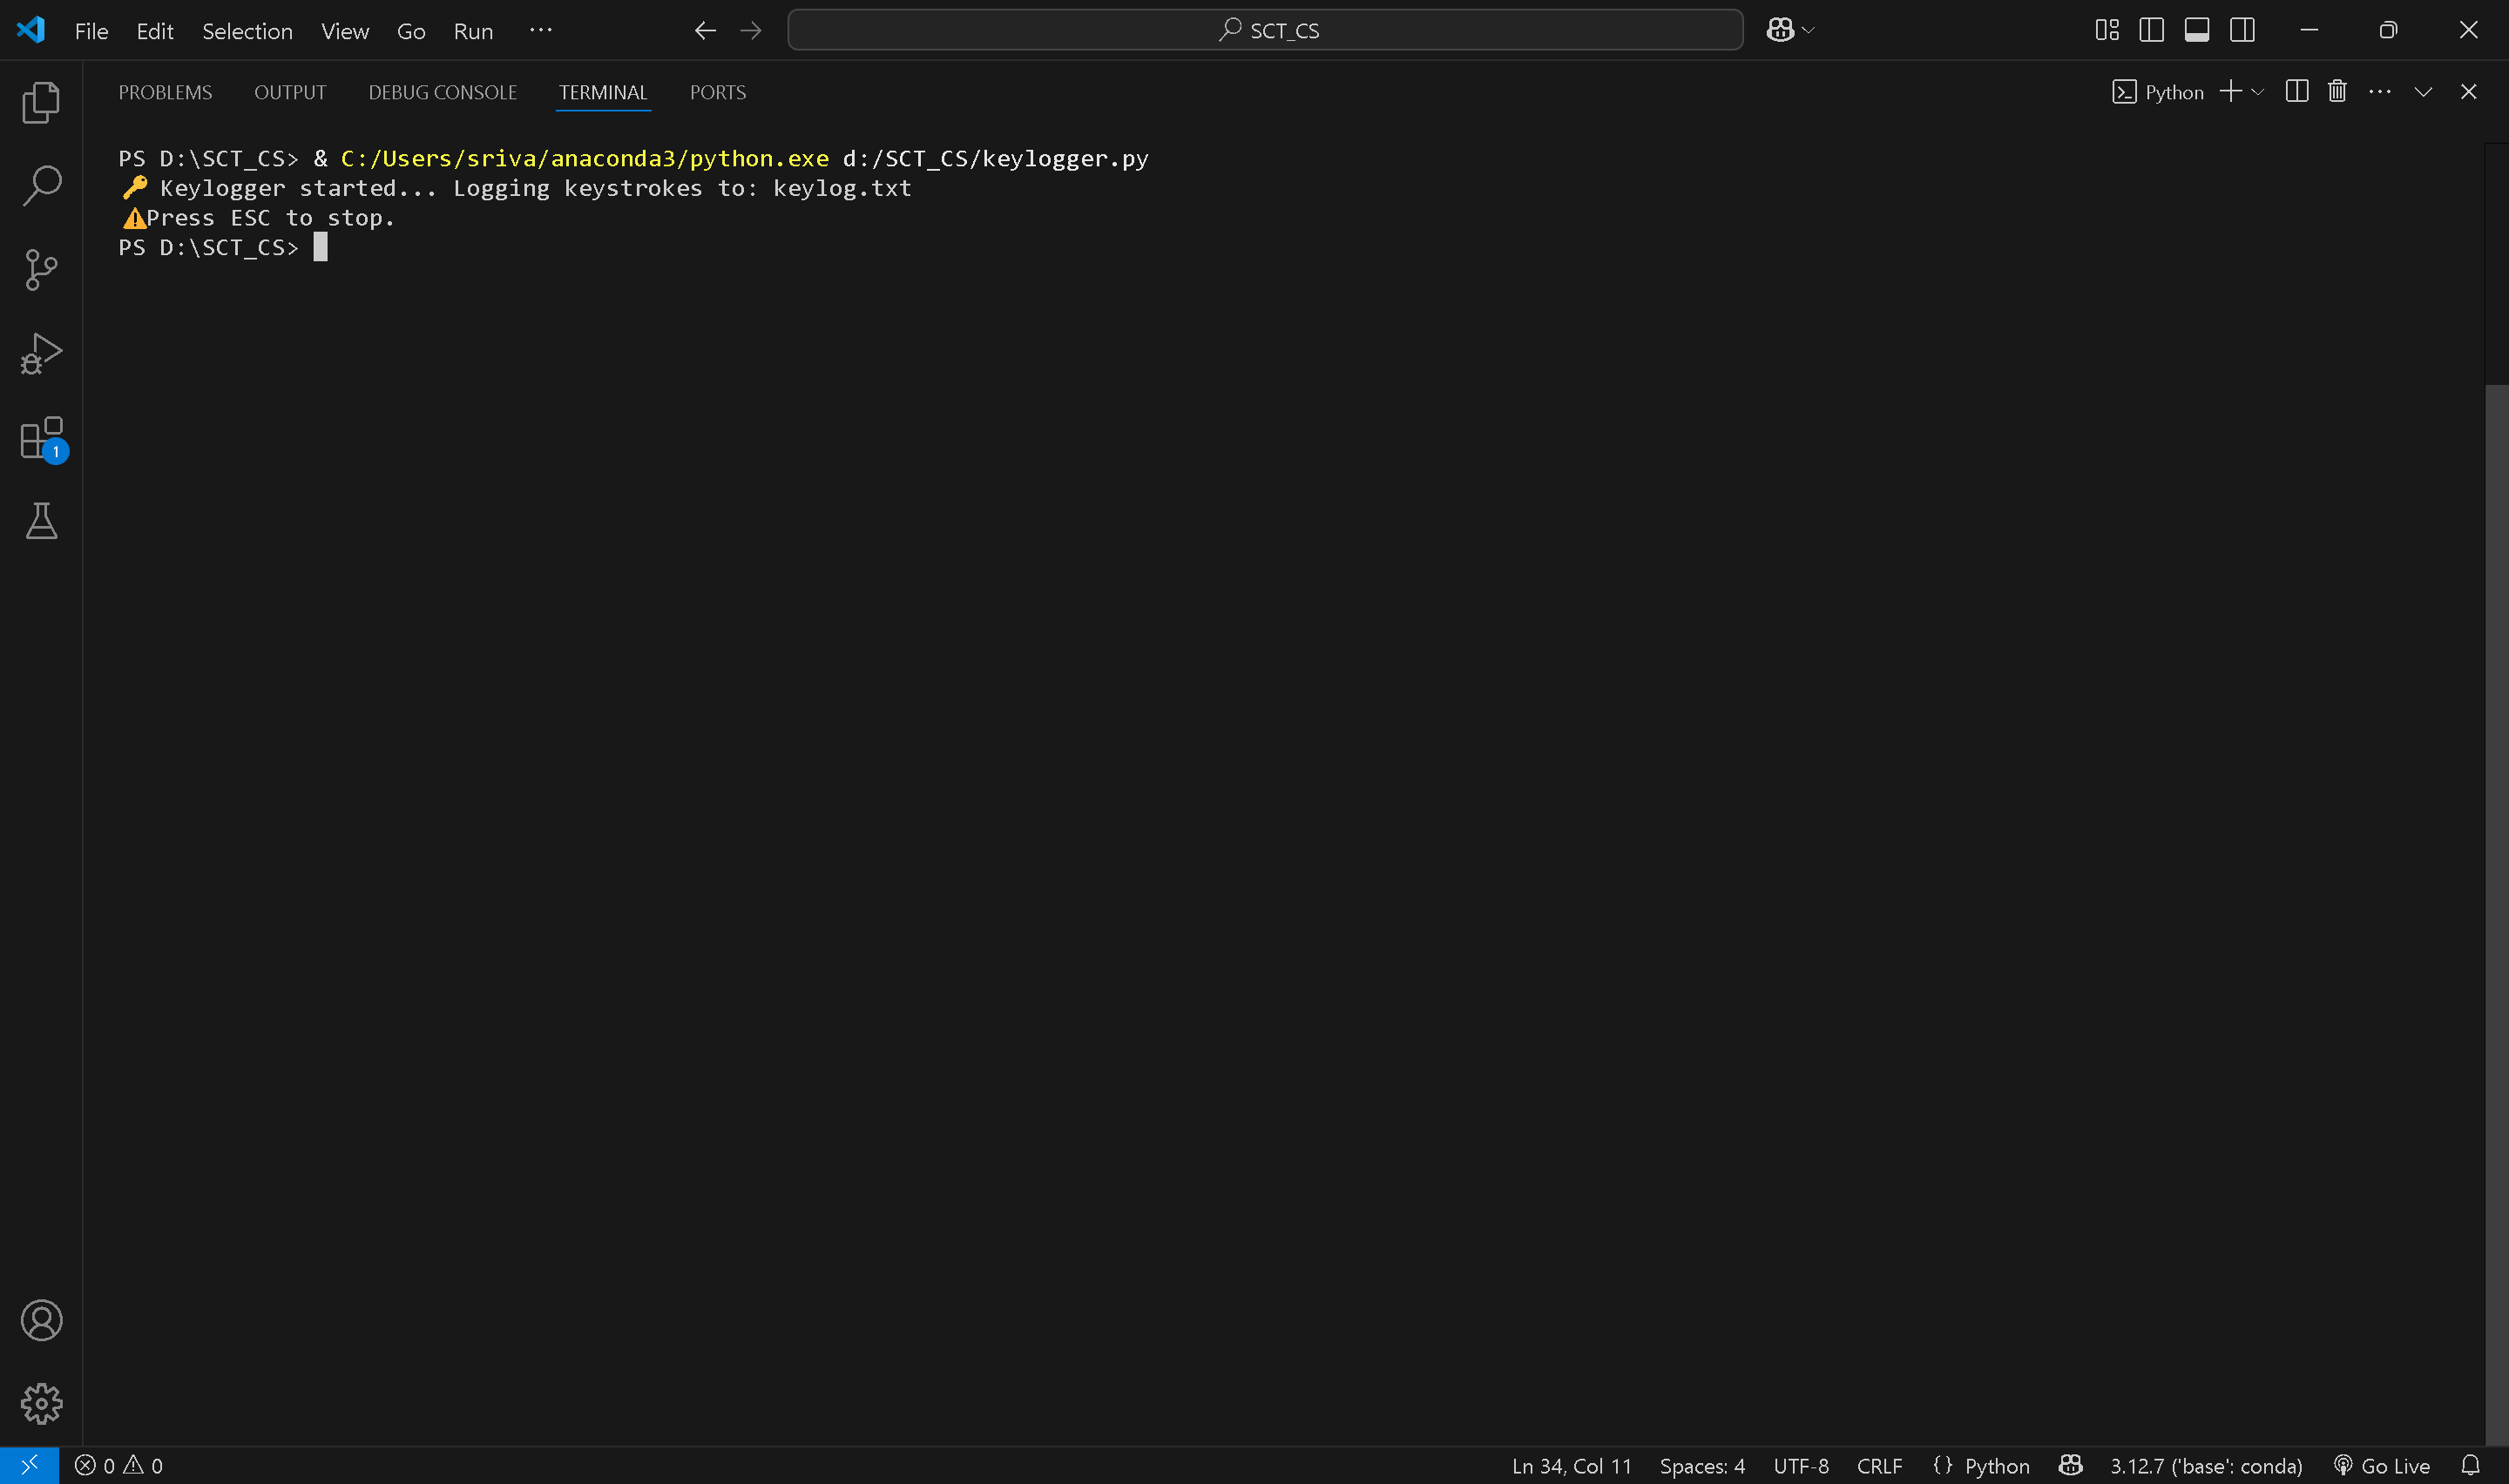 File Edit Selection View Go Run ··· SCT_CS
PROBLEMS OUTPUT DEBUG CONSOLE TERMINAL PORTS Python
PS D:\SCT_CS> & C:/Users/sriva/anaconda3/python.exe d:/SCT_CS/keylogger.py
🔑 Keylogger started... Logging keystrokes to: keylog.txt
⚠️Press ESC to stop.
PS D:\SCT_CS>
1
0 0 Ln 34, Col 11 Spaces: 4 UTF-8 CRLF {} Python 3.12.7 ('base': conda) Go Live